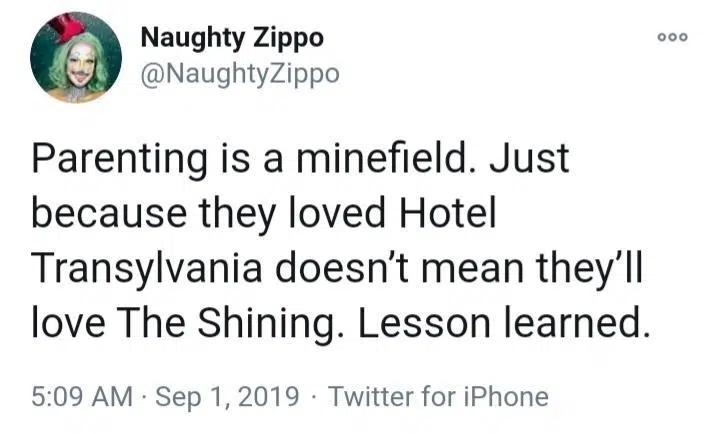 Naughty Zippo
@NaughtyZippo
Parenting is a minefield. Just
because they loved Hotel
Transylvania doesn’t mean they’ll
love The Shining. Lesson learned.
5:09 AM · Sep 1, 2019 · Twitter for iPhone